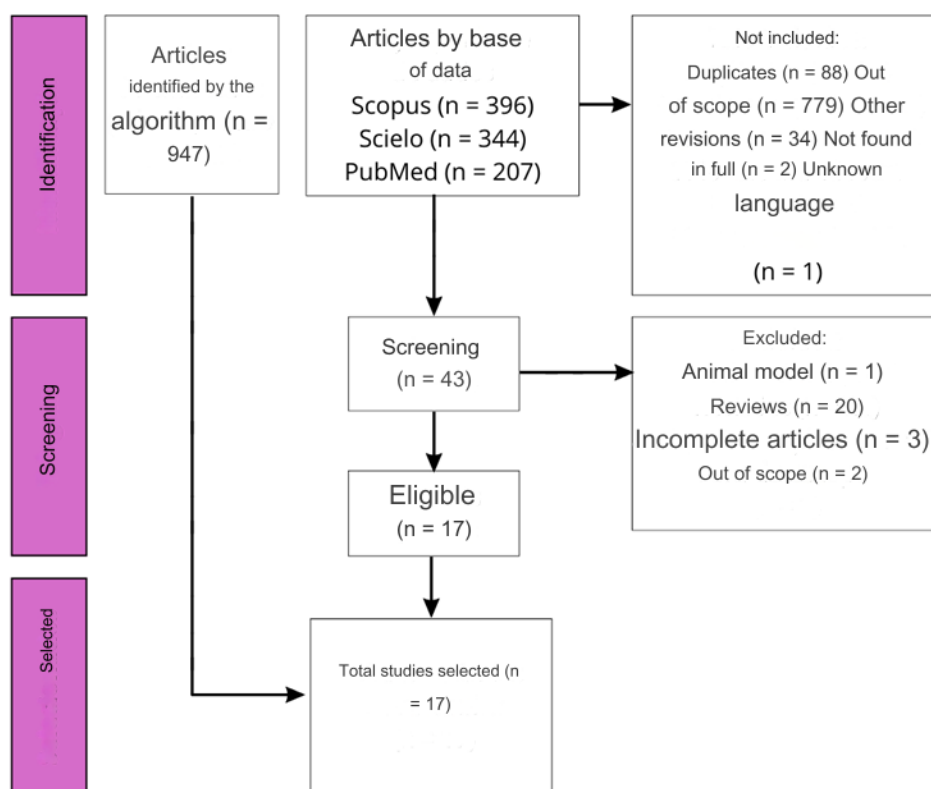 Identification
Articles
identified by the
algorithm (n =
947)
Articles by base
of data
Scopus (n = 396)
Scielo (n = 344)
PubMed (n = 207)
Not included:
Duplicates (n = 88) Out
of scope (n = 779) Other
revisions (n = 34) Not found
in full (n = 2) Unknown
language
(n = 1)
Screening
Screening
(n = 43)
Excluded:
Animal model (n = 1)
Reviews (n = 20)
Incomplete articles (n = 3)
Out of scope (n = 2)
Eligible
(n = 17)
Selected
Total studies selected (n
= 17)